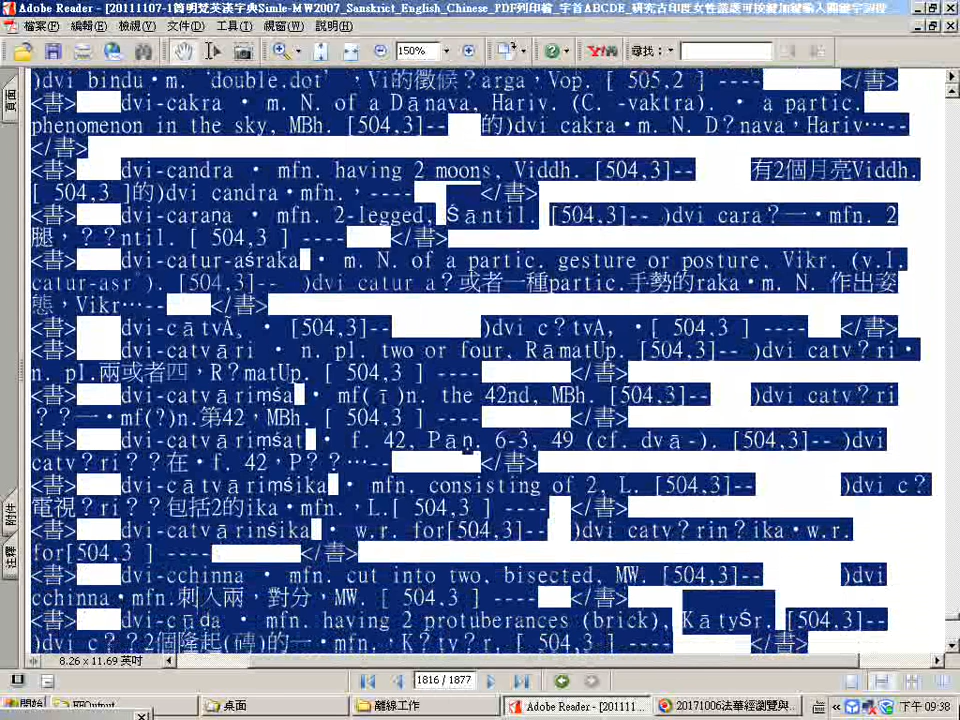 Adobe Reader - [20111107-1簡明梵英漢字典Simle-MW2007_Sanskrit_English_Chinese_PDF列印檔_字首ABCDE_研究古印度女性議題可按
檔案(F) 編輯(E) 檢視(V) 文件(D) 工具(T) 視窗(W) 說明(H)
150% 尋找：
)dvi bindu‧m.‘double.dot’，Vi的徵候？arga，Vop. [ 505,2 ] ---- </書>
<書> dvi-cakra ‧ m. N. of a Dānava, Hariv. (C. -vaktra). ‧ a partic.
phenomenon in the sky, MBh. [504,3]-- 的)dvi cakra‧m. N. D?nava，Hariv…--
</書>
<書> dvi-candra ‧ mfn. having 2 moons, Viddh. [504,3]-- 有2個月亮Viddh.
[ 504,3 ]的)dvi candra‧mfn.，---- </書>
<書> dvi-caraṇa ‧ mfn. 2-legged, Śāntil. [504,3]-- )dvi cara？一‧mfn. 2
腿，？？ntil. [ 504,3 ] ---- </書>
<書> dvi-catur-aśraka ‧ m. N. of a partic. gesture or posture, Vikr. (v.l.
catur-asr˚). [504,3]-- )dvi catur a？或者一種partic.手勢的raka‧m. N. 作出姿
態，Vikr…-- </書>
<書> dvi-cātvÃ, ‧ [504,3]-- )dvi c？tvA，‧[ 504,3 ] ---- </書>
<書> dvi-catvāri ‧ n. pl. two or four, RāmatUp. [504,3]-- )dvi catv？ri‧
n. pl.兩或者四，R？matUp. [ 504,3 ] ---- </書>
<書> dvi-catvāriṃśa ‧ mf(ī)n. the 42nd, MBh. [504,3]-- )dvi catv？ri
？？一‧mf(?)n.第42，MBh. [ 504,3 ] ----
<書> dvi-catvāriṃśat ‧ f. 42, Pāṇ. 6-3, 49 (cf. dvā-). [504,3]-- )dvi
catv？ri？？在‧f. 42，P？？…-- </書>
<書> dvi-cātvāriṃśika ‧ mfn. consisting of 2, L. [504,3]-- )dvi c？
電視？ri？？包括2的ika‧mfn.，L.[ 504,3 ] ---- </書>
<書> dvi-catvārinśika ‧ w.r. for[504,3]-- )dvi catv？rin？ika‧w.r.
for[504,3 ] ---- </書>
<書> dvi-cchinna ‧ mfn. cut into two, bisected, MW. [504,3]-- )dvi
cchinna‧mfn.刺入兩，對分，MW. [ 504,3 ] ---- </書>
<書> dvi-cūḍa ‧ mfn. having 2 protuberances (brick), KātyŚr. [504,3]--
)dvi c？？2個隆起(磚)的一‧mfn.，K？ty？r. [ 504,3 ] ---- </書>
頁面
附件
註釋
8.26 x 11.69 英吋
1816 / 1877
開始 FFOutput 桌面 離線工作 Adobe Reader - [201111... 20171006法華經瀏覽與... 下午 09:38